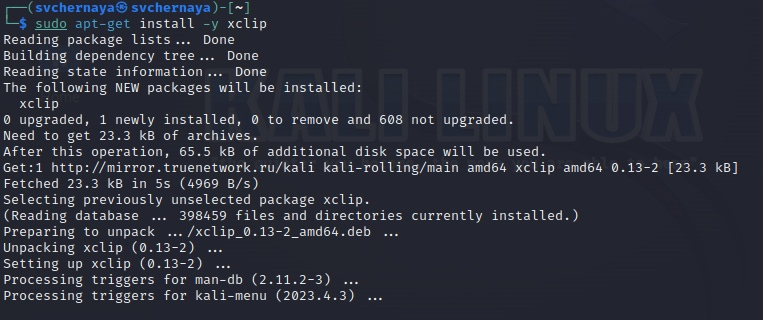 ┌──(svchernaya㉿svchernaya)-[~]
└─$ sudo apt-get install -y xclip
Reading package lists... Done
Building dependency tree... Done
Reading state information... Done
The following NEW packages will be installed:
  xclip
0 upgraded, 1 newly installed, 0 to remove and 608 not upgraded.
Need to get 23.3 kB of archives.
After this operation, 65.5 kB of additional disk space will be used.
Get:1 http://mirror.truenetwork.ru/kali kali-rolling/main amd64 xclip amd64 0.13-2 [23.3 kB]
Fetched 23.3 kB in 5s (4969 B/s)
Selecting previously unselected package xclip.
(Reading database ... 398459 files and directories currently installed.)
Preparing to unpack .../xclip_0.13-2_amd64.deb ...
Unpacking xclip (0.13-2) ...
Setting up xclip (0.13-2) ...
Processing triggers for man-db (2.11.2-3) ...
Processing triggers for kali-menu (2023.4.3) ...
KALI LINUX